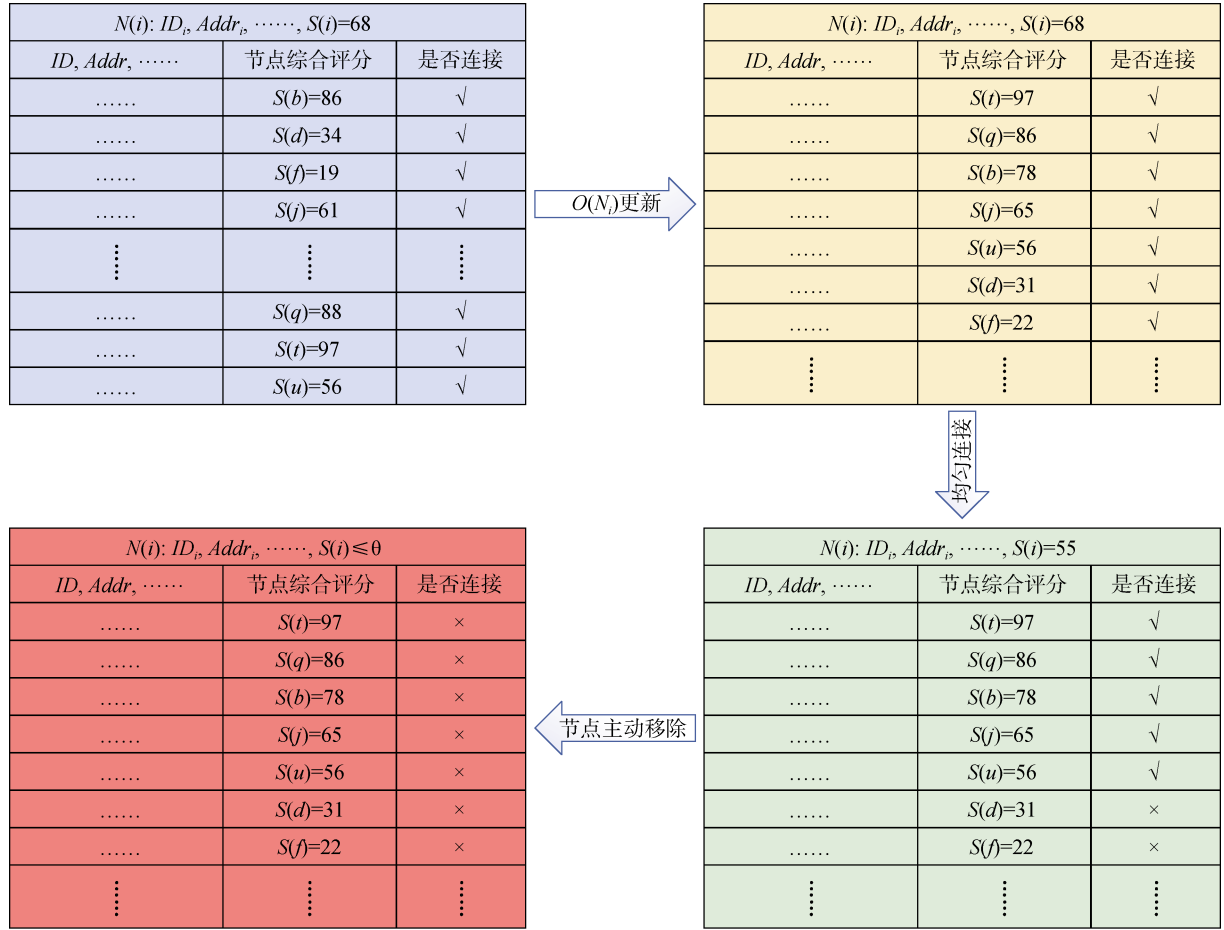 N(i): IDᵢ, Addrᵢ, ……, S(i)=68
ID, Addr, …… 节点综合评分 是否连接
…… S(b)=86 √
…… S(d)=34 √
…… S(f)=19 √
…… S(j)=61 √
⋮ ⋮ ⋮
…… S(q)=88 √
…… S(t)=97 √
…… S(u)=56 √
O(Nᵢ)更新
N(i): IDᵢ, Addrᵢ, ……, S(i)=68
ID, Addr, …… 节点综合评分 是否连接
…… S(t)=97 √
…… S(q)=86 √
…… S(b)=78 √
…… S(j)=65 √
…… S(u)=56 √
…… S(d)=31 √
…… S(f)=22 √
⋮ ⋮ ⋮
均匀连接
N(i): IDᵢ, Addrᵢ, ……, S(i)=55
ID, Addr, …… 节点综合评分 是否连接
…… S(t)=97 √
…… S(q)=86 √
…… S(b)=78 √
…… S(j)=65 √
…… S(u)=56 √
…… S(d)=31 ×
…… S(f)=22 ×
⋮ ⋮ ⋮
节点主动移除
N(i): IDᵢ, Addrᵢ, ……, S(i)≤θ
ID, Addr, …… 节点综合评分 是否连接
…… S(t)=97 ×
…… S(q)=86 ×
…… S(b)=78 ×
…… S(j)=65 ×
…… S(u)=56 ×
…… S(d)=31 ×
…… S(f)=22 ×
⋮ ⋮ ⋮